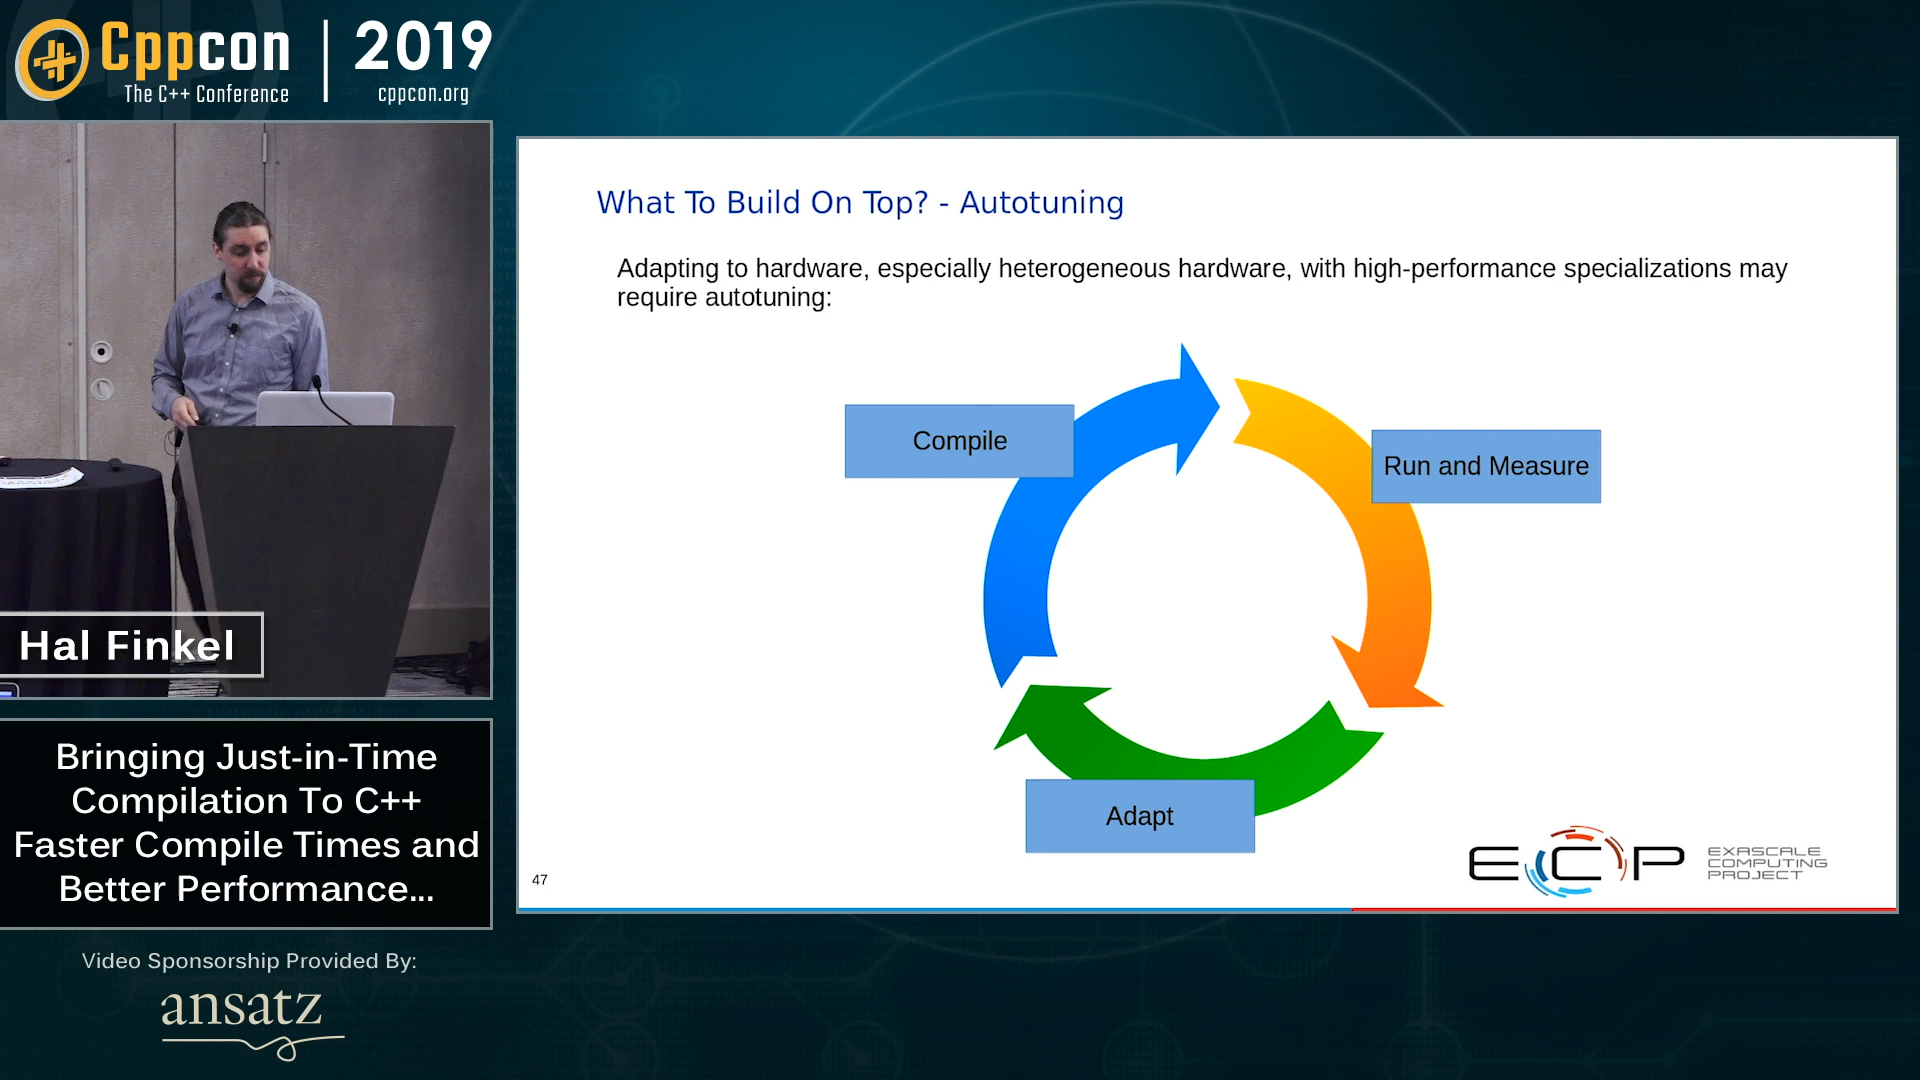 Cppcon
The C++ Conference
2019
cppcon.org
What To Build On Top? - Autotuning
Adapting to hardware, especially heterogeneous hardware, with high-performance specializations may
require autotuning:
Compile
Run and Measure
Adapt
47
ECP
EXASCALE
COMPUTING
PROJECT
Hal Finkel
Bringing Just-in-Time
Compilation To C++
Faster Compile Times and
Better Performance...
Video Sponsorship Provided By:
ansatz